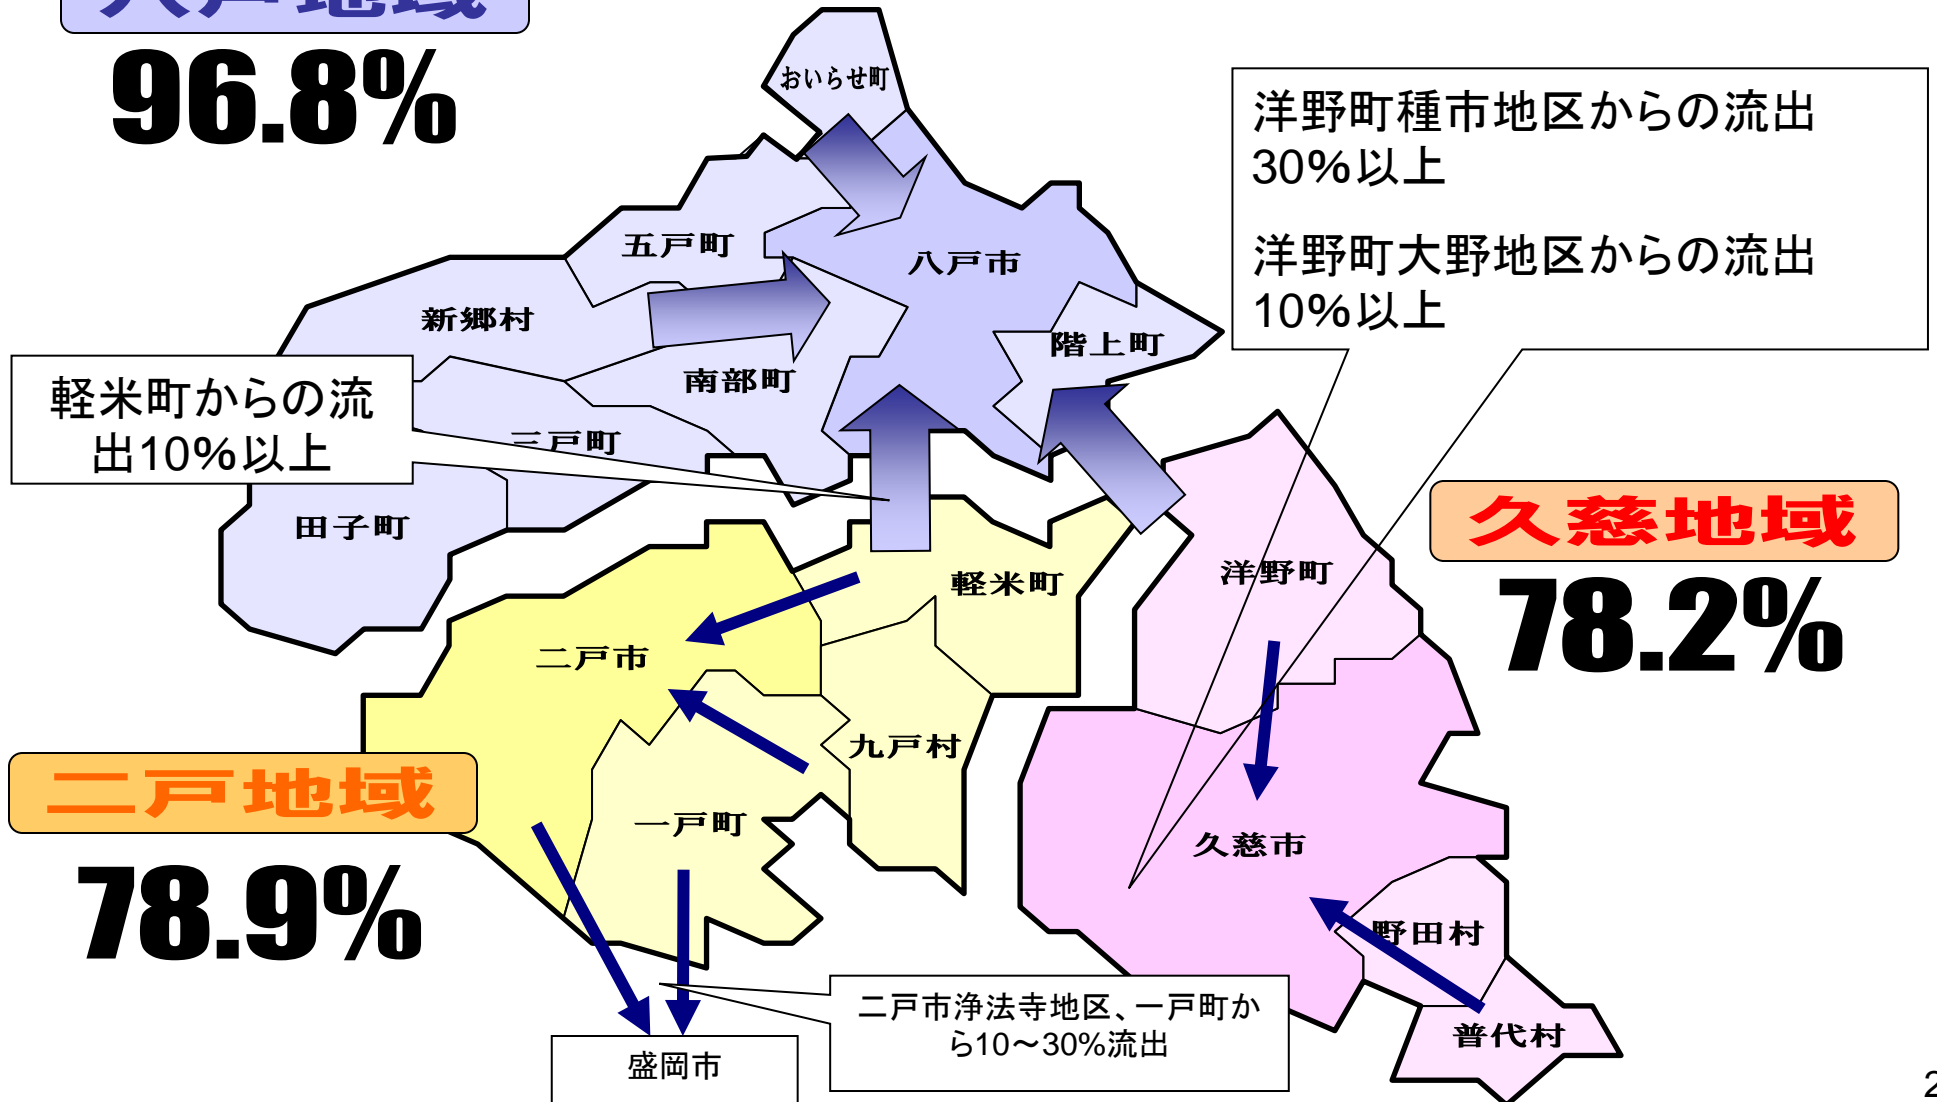 八戸地域
96.8%
おいらせ町
洋野町種市地区からの流出
30%以上
洋野町大野地区からの流出
10%以上
五戸町
八戸市
新郷村
階上町
南部町
軽米町からの流
出10%以上
三戸町
田子町
久慈地域
78.2%
洋野町
軽米町
二戸市
九戸村
二戸地域
78.9%
一戸町
久慈市
野田村
普代村
二戸市浄法寺地区、一戸町か
ら10～30%流出
盛岡市
2